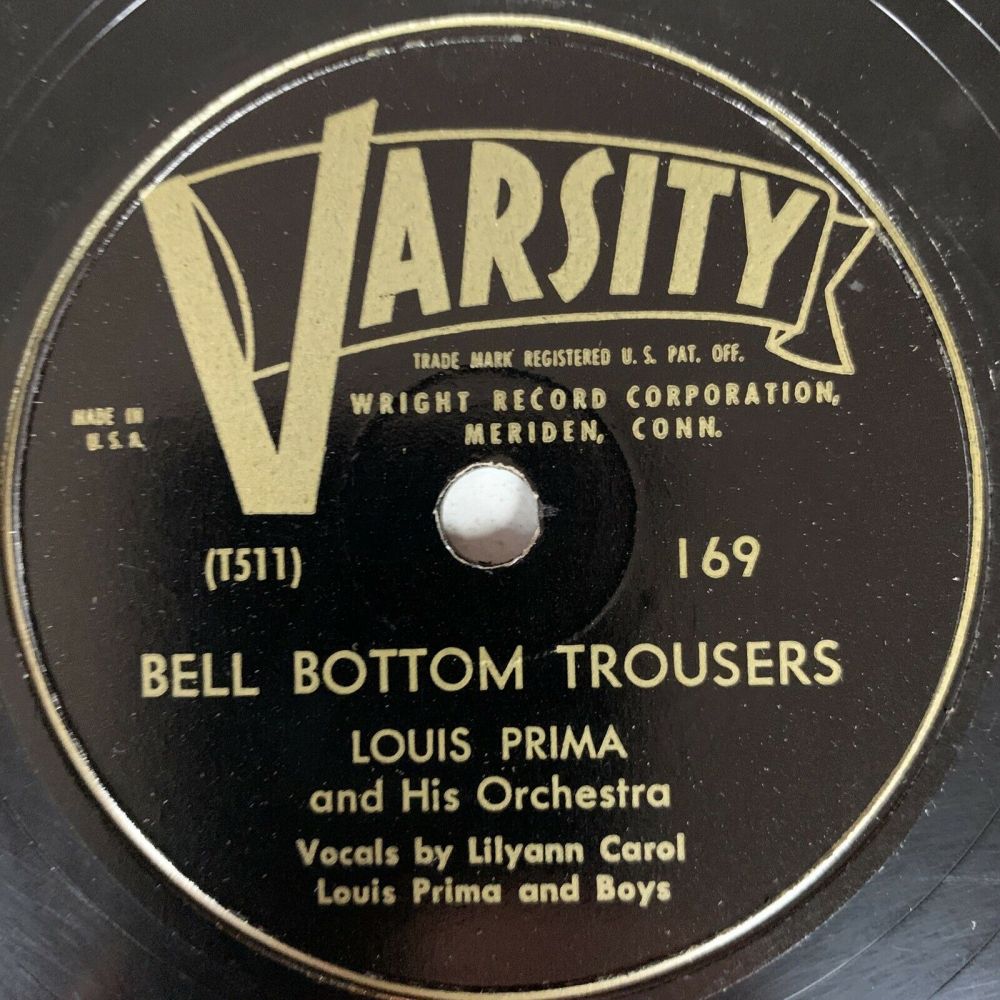 VARSITY
TRADE MARK REGISTERED U. S. PAT. OFF.
WRIGHT RECORD CORPORATION,
MERIDEN, CONN.
MADE IN
U. S. A.
(T511)
169
BELL BOTTOM TROUSERS
LOUIS PRIMA
and His Orchestra
Vocals by Lilyann Carol
Louis Prima and Boys